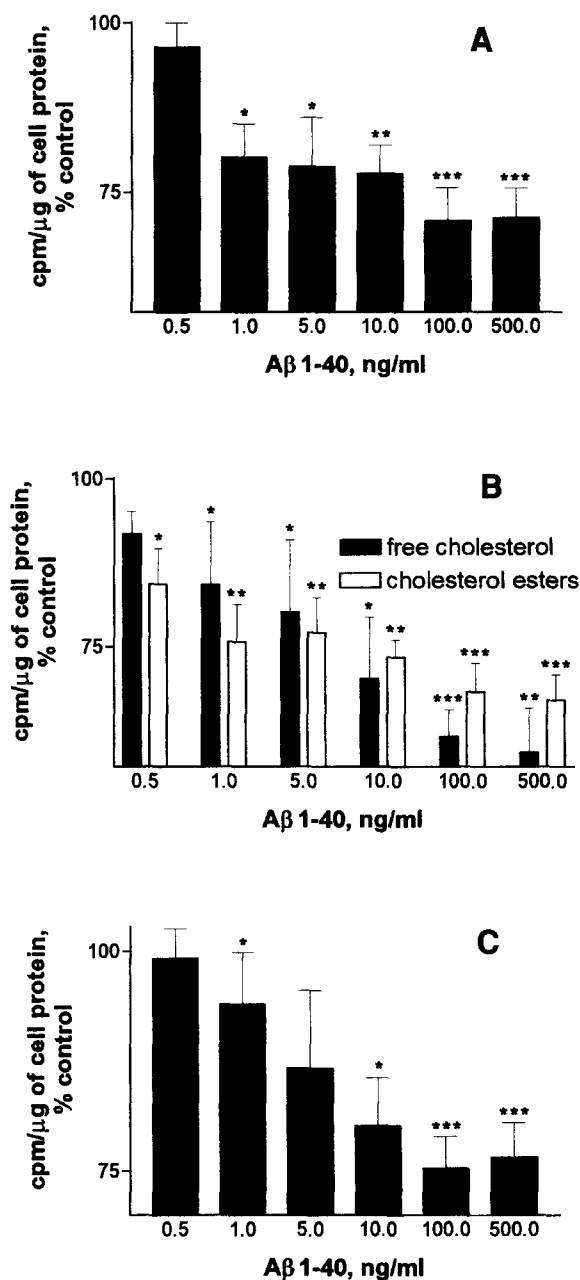 A
100
75
cpm/μg of cell protein,
% control
*
*
**
***
***
0.5 1.0 5.0 10.0 100.0 500.0
Aβ 1-40, ng/ml
B
100
75
cpm/μg of cell protein,
% control
free cholesterol
cholesterol esters
*
*
**
*
**
*
**
***
***
**
***
0.5 1.0 5.0 10.0 100.0 500.0
Aβ 1-40, ng/ml
C
100
75
cpm/μg of cell protein,
% control
*
*
***
***
0.5 1.0 5.0 10.0 100.0 500.0
Aβ 1-40, ng/ml